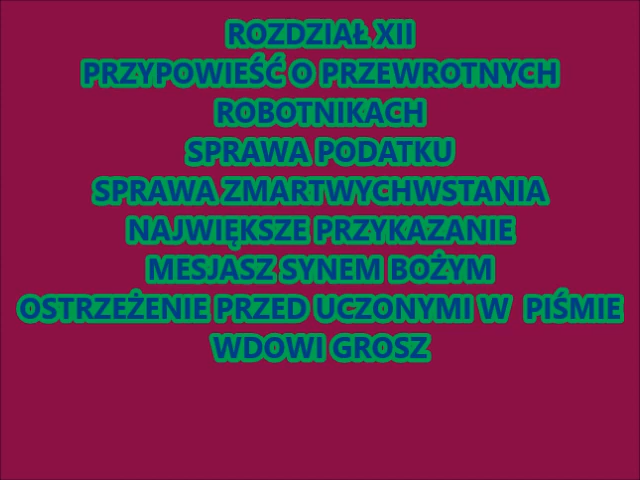 ROZDZIAŁ XII
PRZYPOWIEŚĆ O PRZEWROTNYCH
ROBOTNIKACH
SPRAWA PODATKU
SPRAWA ZMARTWYCHWSTANIA
NAJWIĘKSZE PRZYKAZANIE
MESJASZ SYNEM BOŻYM
OSTRZEŻENIE PRZED UCZONYMI W  PIŚMIE
WDOWI GROSZ